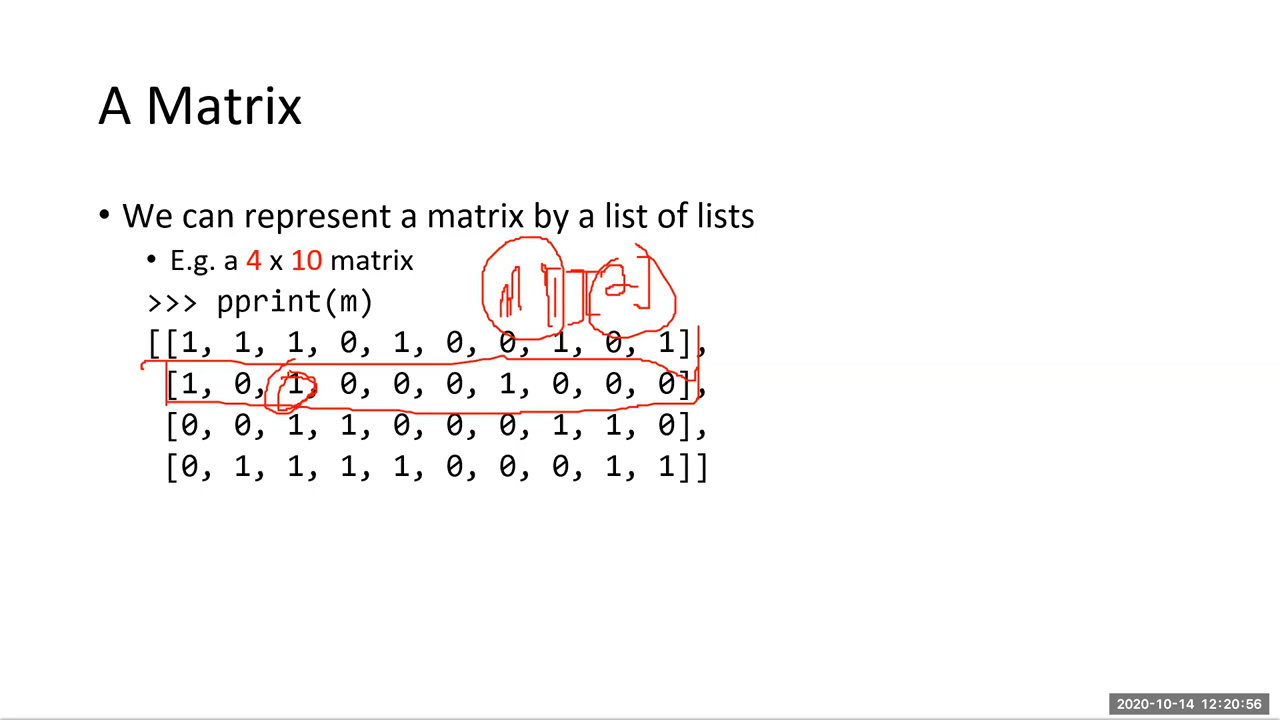 A Matrix
• We can represent a matrix by a list of lists
• E.g. a 4 x 10 matrix
>>> pprint(m)
[[1, 1, 1, 0, 1, 0, 0, 1, 0, 1],
[1, 0, 1, 0, 0, 0, 1, 0, 0, 0],
[0, 0, 1, 1, 0, 0, 0, 1, 1, 0],
[0, 1, 1, 1, 1, 0, 0, 0, 1, 1]]
2020-10-14 12:20:56